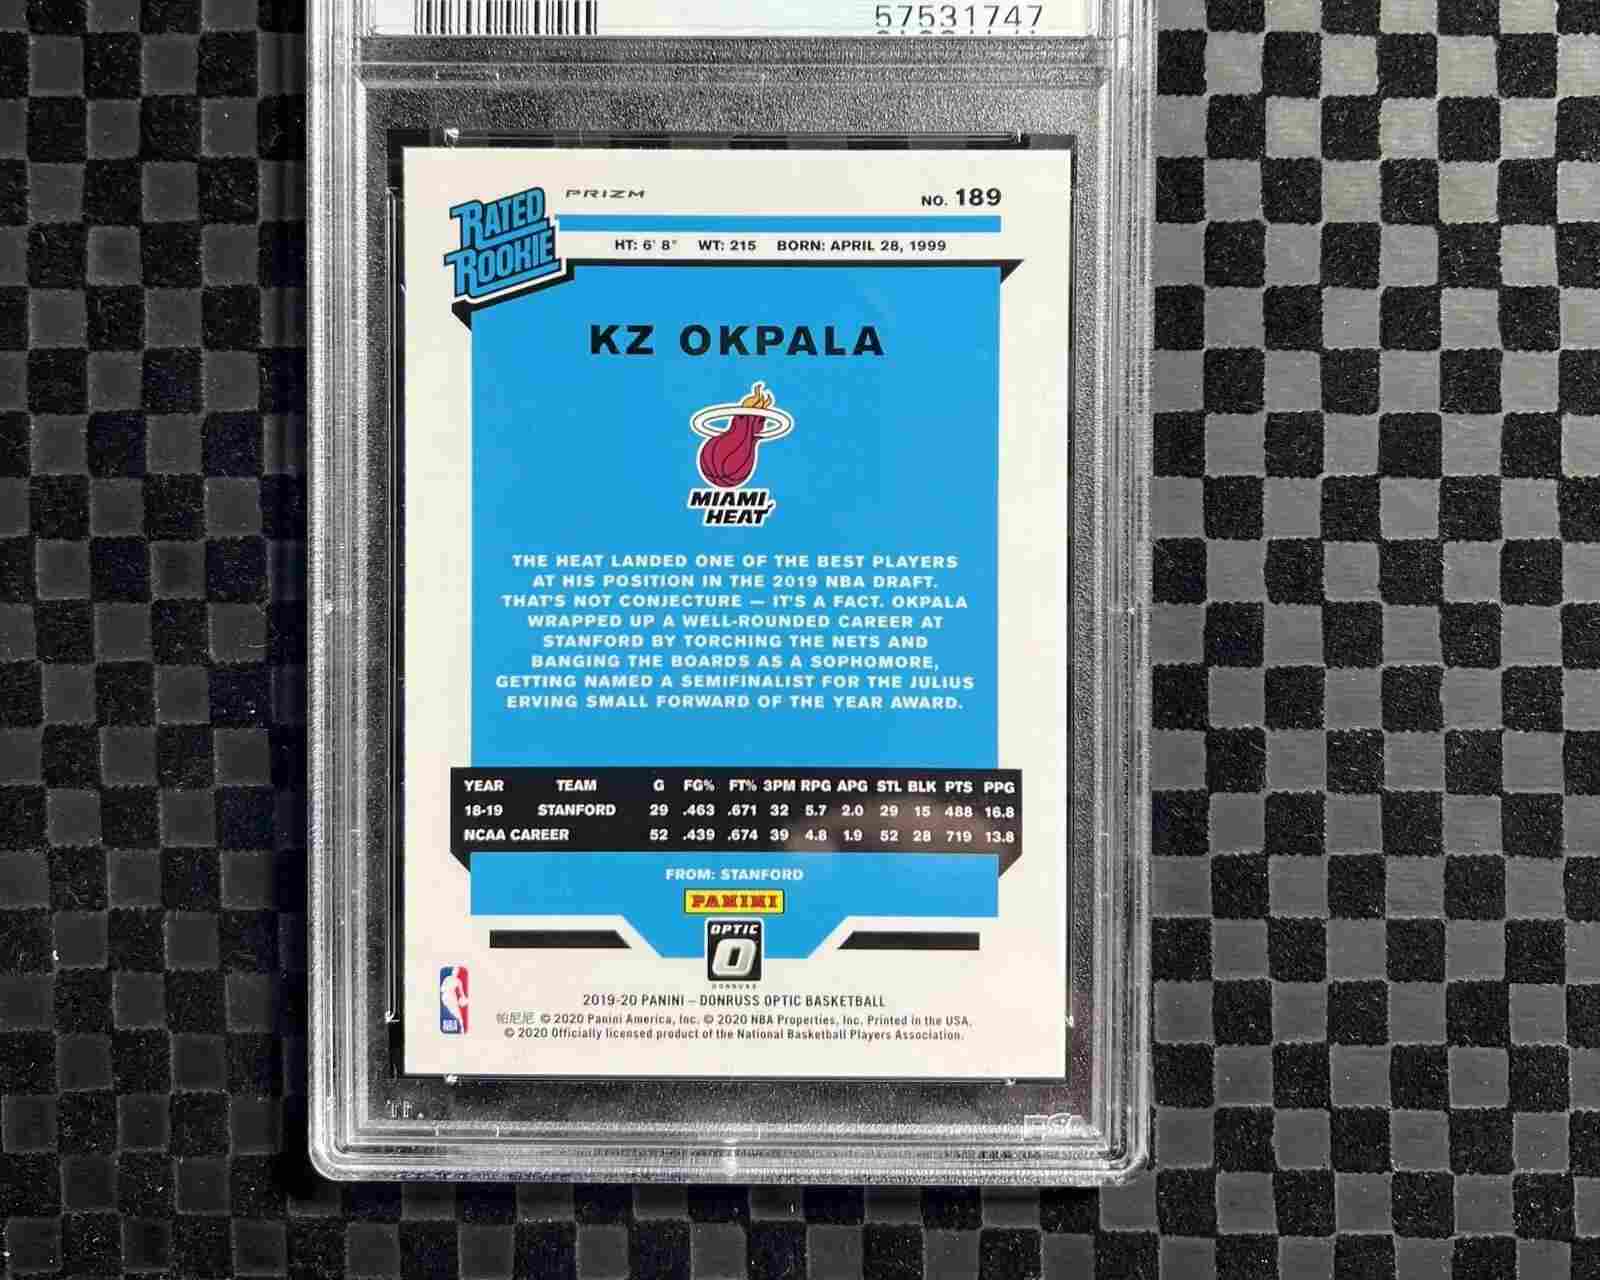 57531747
RATED
ROOKIE
PRIZM
NO. 189
HT: 6' 8" WT: 215 BORN: APRIL 28, 1999
KZ OKPALA
MIAMI
HEAT
THE HEAT LANDED ONE OF THE BEST PLAYERS
AT HIS POSITION IN THE 2019 NBA DRAFT.
THAT'S NOT CONJECTURE — IT'S A FACT. OKPALA
WRAPPED UP A WELL-ROUNDED CAREER AT
STANFORD BY TORCHING THE NETS AND
BANGING THE BOARDS AS A SOPHOMORE,
GETTING NAMED A SEMIFINALIST FOR THE JULIUS
ERVING SMALL FORWARD OF THE YEAR AWARD.
YEAR TEAM G FG% FT% 3PM RPG APG STL BLK PTS PPG
18-19 STANFORD 29 .463 .671 32 5.7 2.0 29 15 488 16.8
NCAA CAREER 52 .439 .674 39 4.8 1.9 52 28 719 13.8
FROM: STANFORD
PANINI
OPTIC
O
DONRUSS
NBA
2019-20 PANINI – DONRUSS OPTIC BASKETBALL
帕尼尼 © 2020 Panini America, Inc. © 2020 NBA Properties, Inc. Printed in the USA.
© 2020 Officially licensed product of the National Basketball Players Association.
PSA